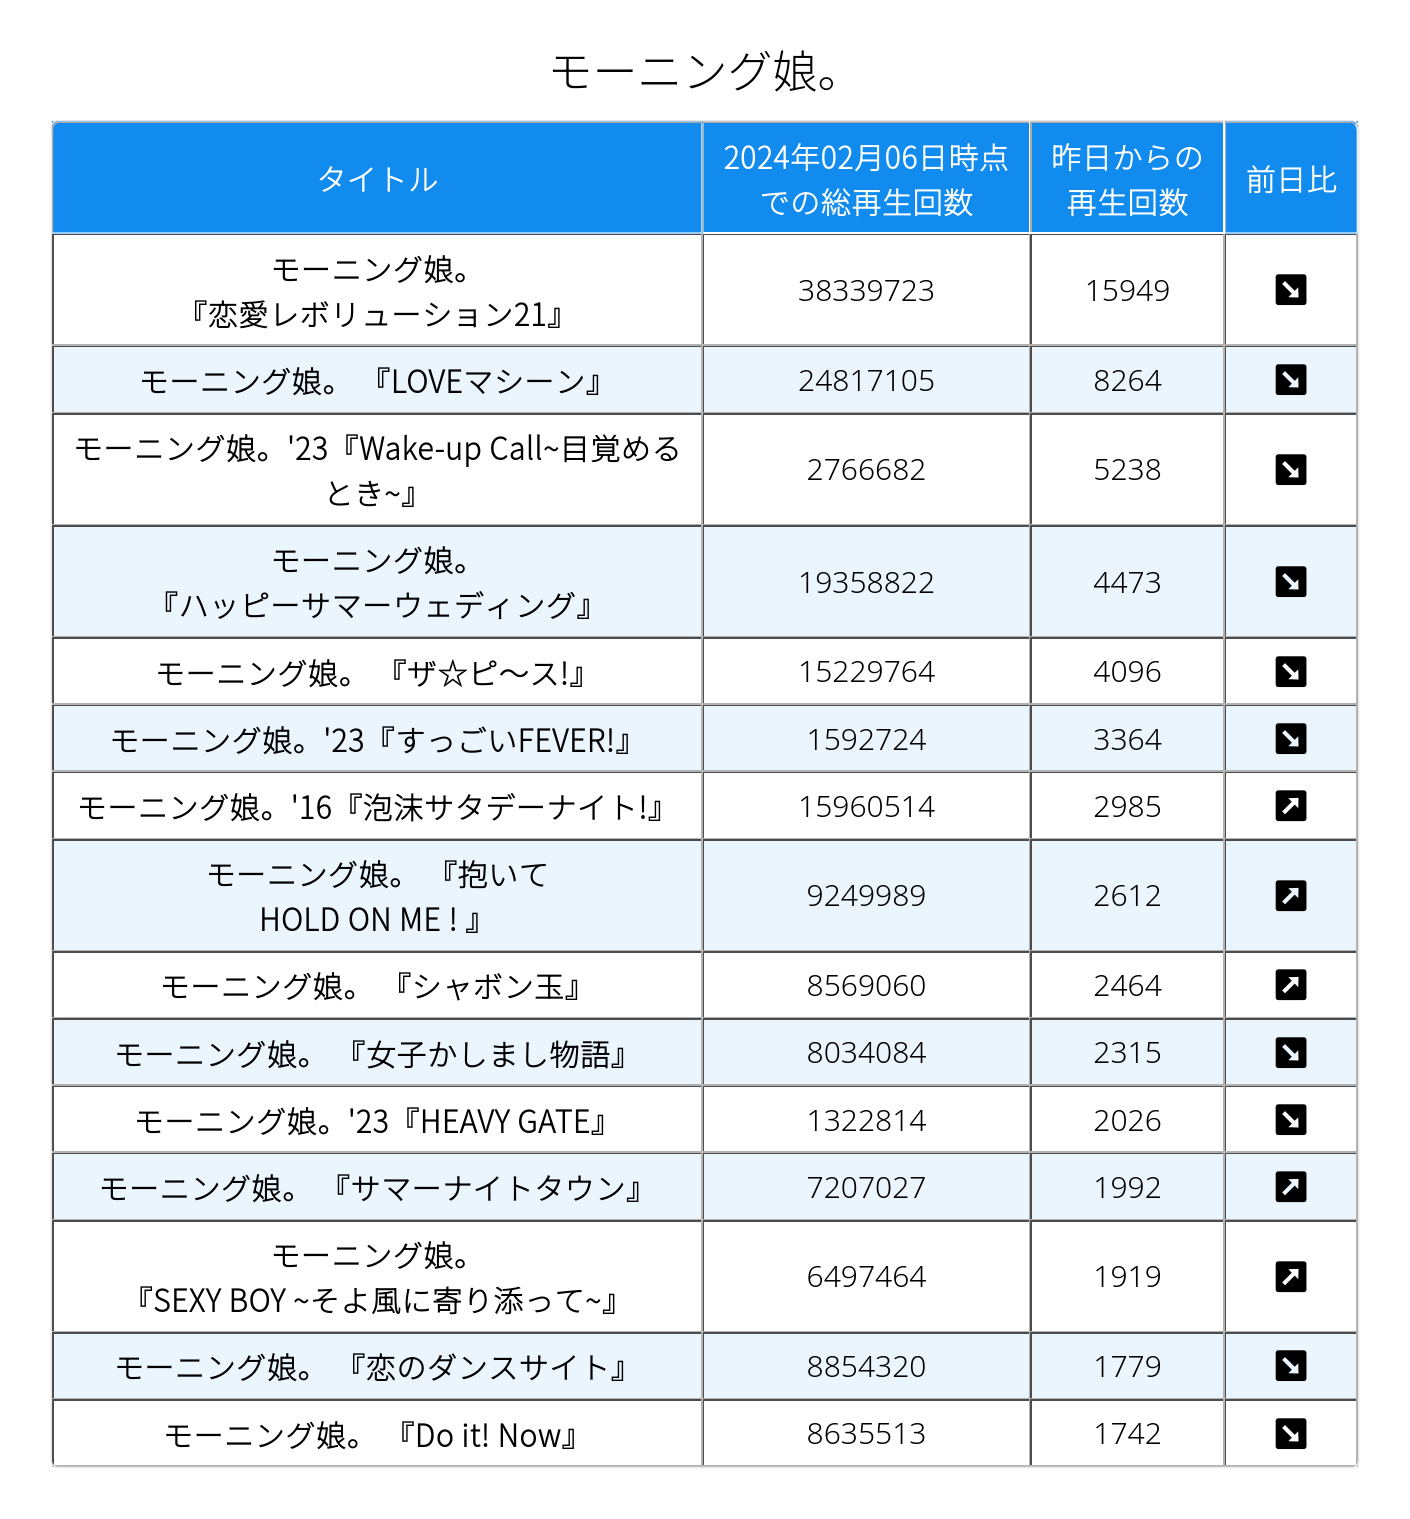 モーニング娘。
タイトル
2024年02月06日時点
での総再生回数
昨日からの
再生回数
前日比
モーニング娘。
『恋愛レボリューション21』
38339723
15949
モーニング娘。 『LOVEマシーン』
24817105
8264
モーニング娘。'23『Wake-up Call~目覚める
とき~』
2766682
5238
モーニング娘。
『ハッピーサマーウェディング』
19358822
4473
モーニング娘。 『ザ☆ピ〜ス!』
15229764
4096
モーニング娘。'23『すっごいFEVER!』
1592724
3364
モーニング娘。'16『泡沫サタデーナイト!』
15960514
2985
モーニング娘。 『抱いて
HOLD ON ME ! 』
9249989
2612
モーニング娘。 『シャボン玉』
8569060
2464
モーニング娘。 『女子かしまし物語』
8034084
2315
モーニング娘。'23『HEAVY GATE』
1322814
2026
モーニング娘。 『サマーナイトタウン』
7207027
1992
モーニング娘。
『SEXY BOY ~そよ風に寄り添って~』
6497464
1919
モーニング娘。 『恋のダンスサイト』
8854320
1779
モーニング娘。 『Do it! Now』
8635513
1742